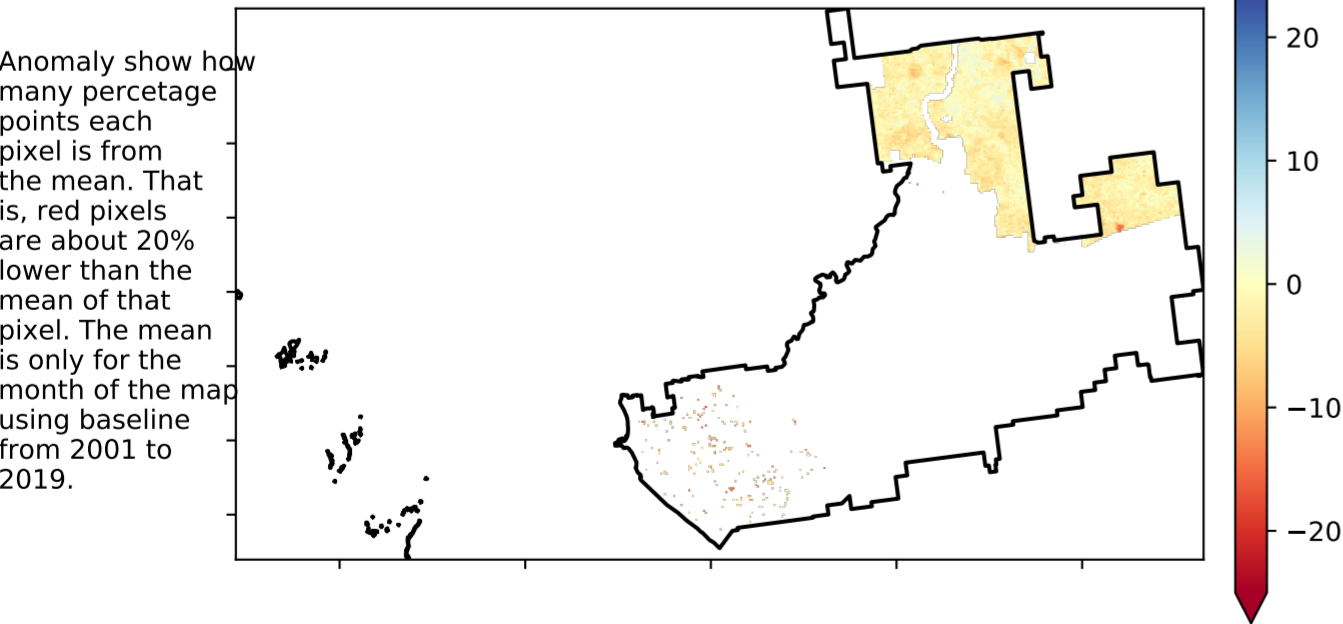 Anomaly show how
many percetage
points each
pixel is from
the mean. That
is, red pixels
are about 20%
lower than the
mean of that
pixel. The mean
is only for the
month of the map
using baseline
from 2001 to
2019.
20
10
0
−10
−20